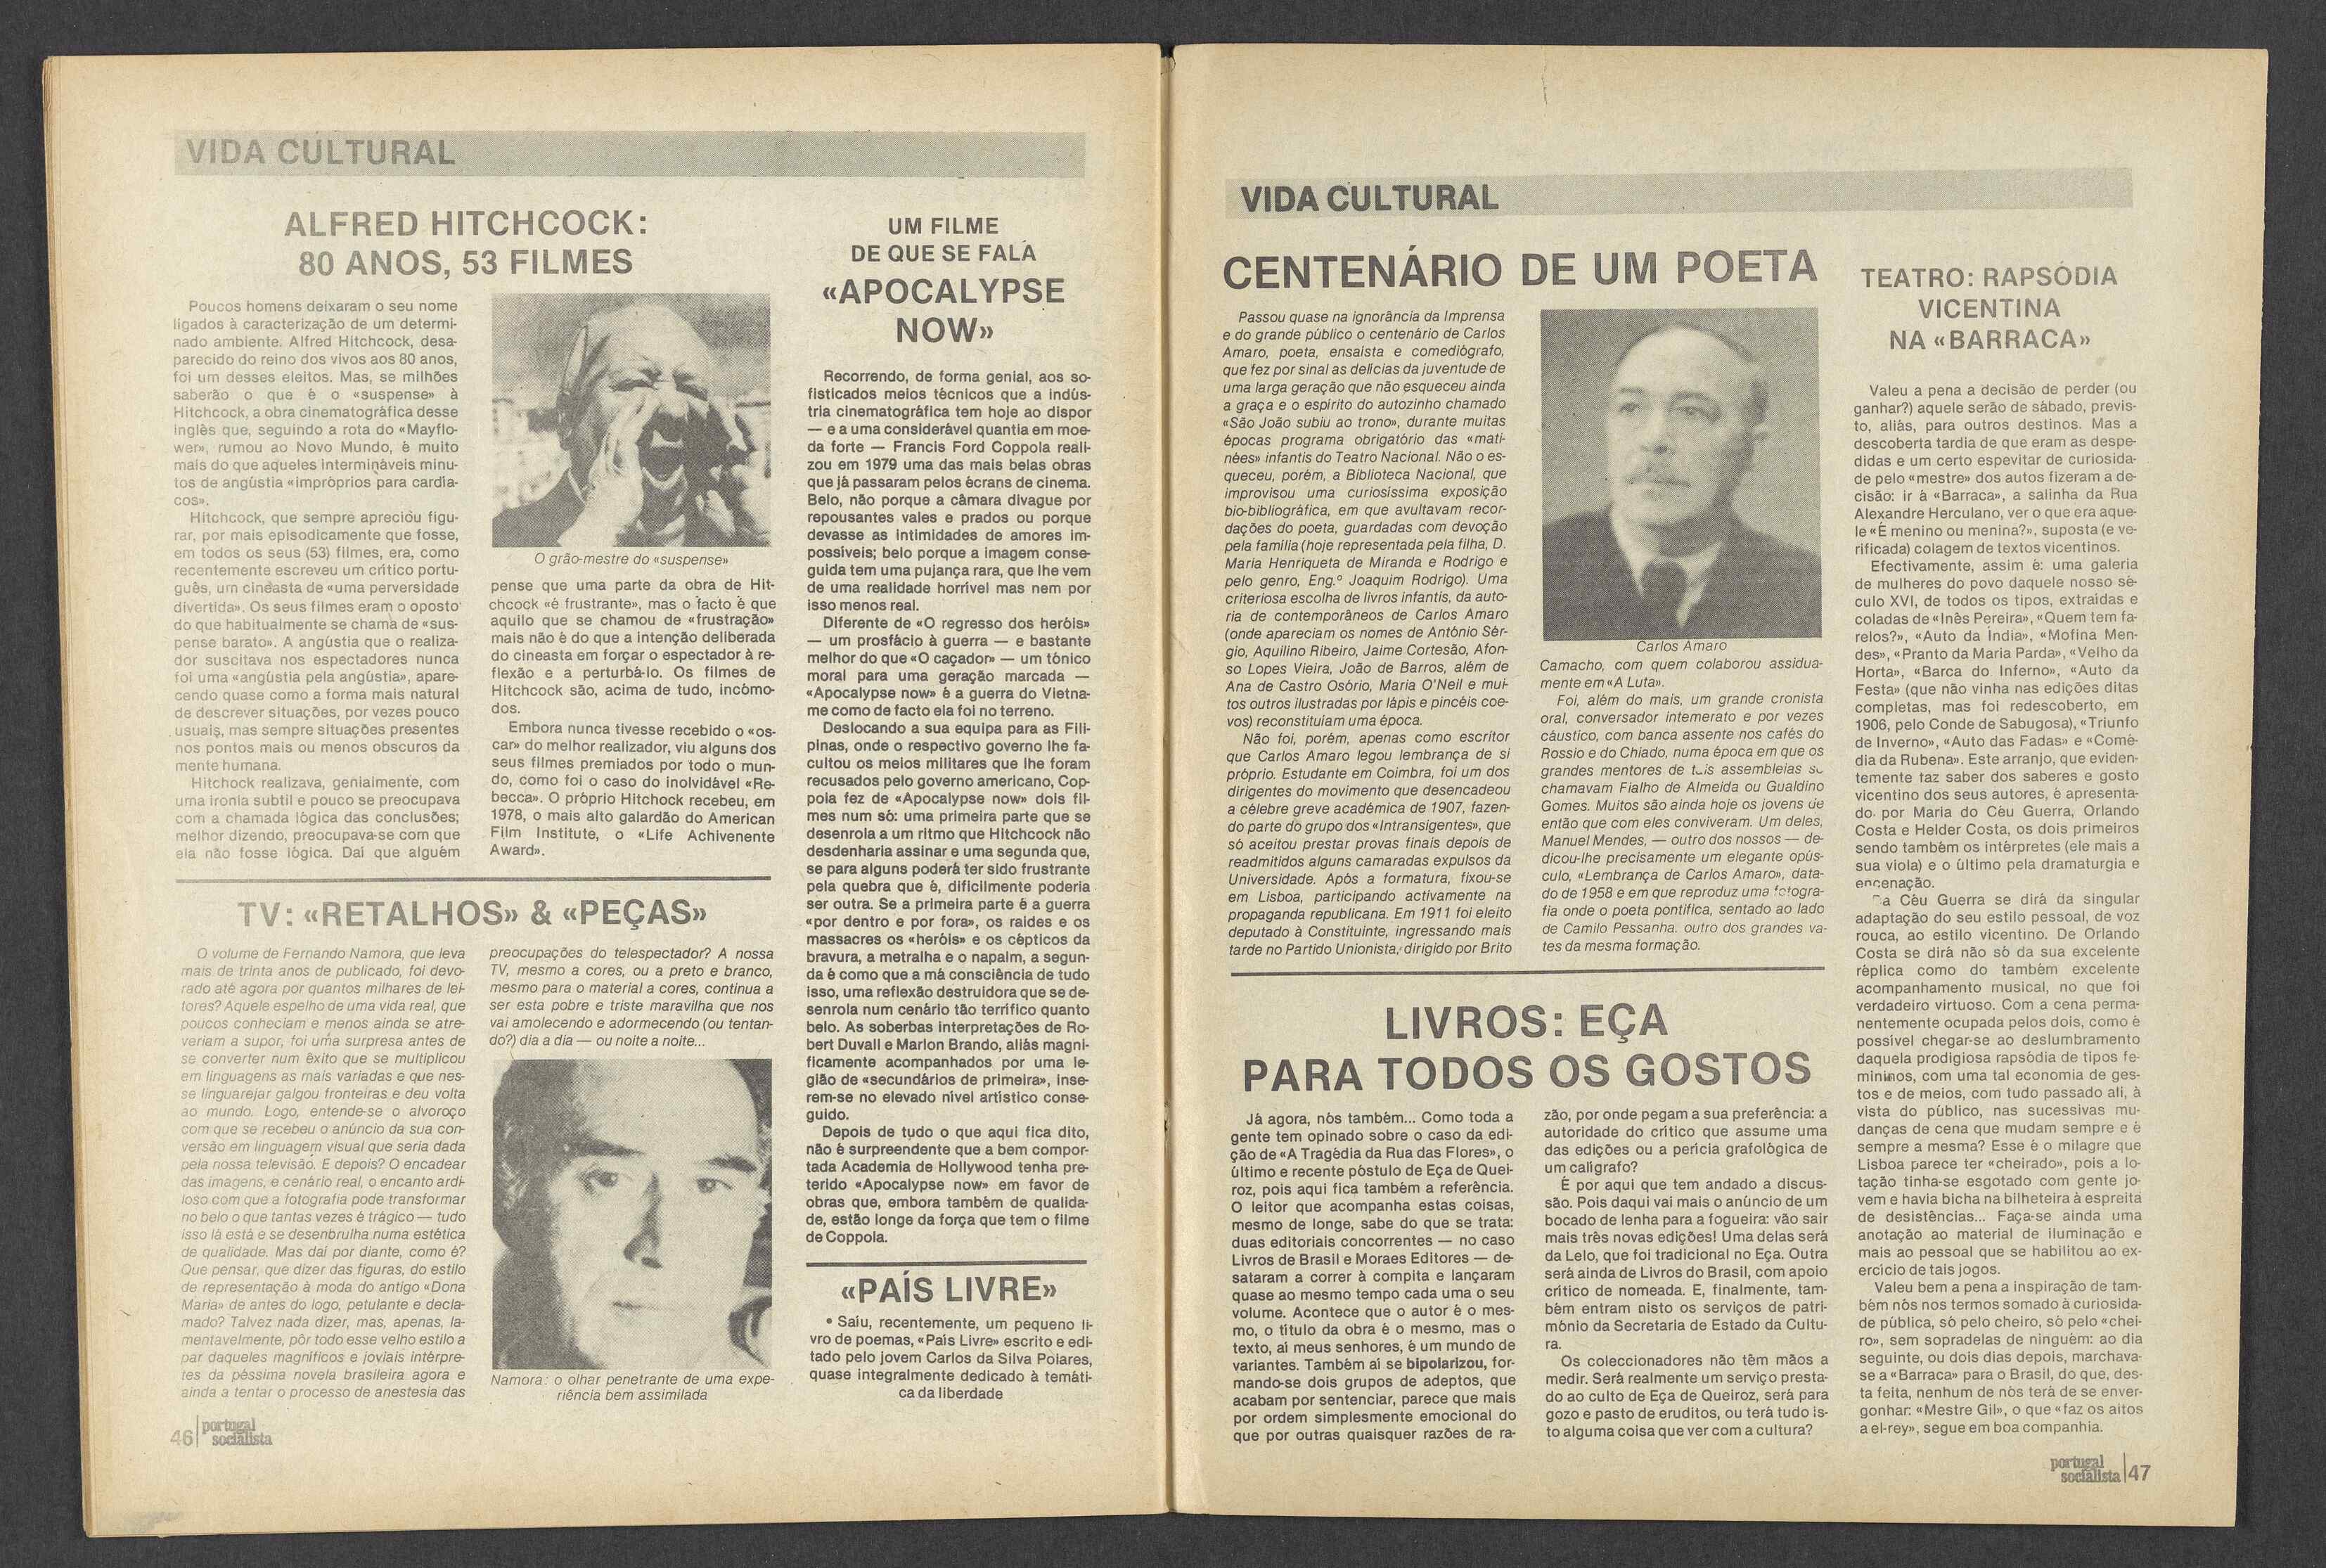 VIDA CULTURAL
ALFRED HITCHCOCK:
80 ANOS, 53 FILMES
Poucos homens deixaram o seu nome
ligados à caracterização de um determi-
nado ambiente. Alfred Hitchcock, desa-
parecido do reino dos vivos aos 80 anos,
foi um desses eleitos. Mas, se milhões
saberão o que é o «suspense» à
Hitchcock, a obra cinematográfica desse
inglês que, seguindo a rota do «Mayflo-
wer», rumou ao Novo Mundo, é muito
mais do que aqueles intermináveis minu-
tos de angústia «impróprios para cardía-
cos».
Hitchcock, que sempre apreciou figu-
rar, por mais episodicamente que fosse,
em todos os seus (53) filmes, era, como
recentemente escreveu um crítico portu-
guês, um cineasta de «uma perversidade
divertida». Os seus filmes eram o oposto
do que habitualmente se chama de «sus-
pense barato». A angústia que o realiza-
dor suscitava nos espectadores nunca
foi uma «angústia pela angústia», apare-
cendo quase como a forma mais natural
de descrever situações, por vezes pouco
usuais, mas sempre situações presentes
nos pontos mais ou menos obscuros da
mente humana.
Hitchock realizava, genialmente, com
uma ironia subtil e pouco se preocupava
com a chamada lógica das conclusões;
melhor dizendo, preocupava-se com que
ela não fosse lógica. Daí que alguém
O grão-mestre do «suspense»
pense que uma parte da obra de Hit-
chcock «é frustrante», mas o facto é que
aquilo que se chamou de «frustração»
mais não é do que a intenção deliberada
do cineasta em forçar o espectador à re-
flexão e a perturbá-lo. Os filmes de
Hitchcock são, acima de tudo, incómo-
dos.
Embora nunca tivesse recebido o «os-
car» do melhor realizador, viu alguns dos
seus filmes premiados por todo o mun-
do, como foi o caso do inolvidável «Re-
becca». O próprio Hitchock recebeu, em
1978, o mais alto galardão do American
Film Institute, o «Life Achivenente
Award».
TV: «RETALHOS» & «PEÇAS»
O volume de Fernando Namora, que leva
mais de trinta anos de publicado, foi devo-
rado até agora por quantos milhares de lei-
tores? Aquele espelho de uma vida real, que
poucos conheciam e menos ainda se atre-
veriam a supor, foi uma surpresa antes de
se converter num êxito que se multiplicou
em linguagens as mais variadas e que nes-
se linguarejar galgou fronteiras e deu volta
ao mundo. Logo, entende-se o alvoroço
com que se recebeu o anúncio da sua con-
versão em linguagem visual que seria dada
pela nossa televisão. E depois? O encadear
das imagens, e cenário real, o encanto ardi-
loso com que a fotografia pode transformar
no belo o que tantas vezes é trágico — tudo
isso lá está e se desenbrulha numa estética
de qualidade. Mas daí por diante, como é?
Que pensar, que dizer das figuras, do estilo
de representação à moda do antigo «Dona
Maria» de antes do logo, petulante e decla-
mado? Talvez nada dizer, mas, apenas, la-
mentavelmente, pôr todo esse velho estilo a
par daqueles magníficos e joviais intérpre-
tes da péssima novela brasileira agora e
ainda a tentar o processo de anestesia das
preocupações do telespectador? A nossa
TV, mesmo a cores, ou a preto e branco,
mesmo para o material a cores, continua a
ser esta pobre e triste maravilha que nos
vai amolecendo e adormecendo (ou tentan-
do?) dia a dia — ou noite a noite...
Namora: o olhar penetrante de uma expe-
riência bem assimilada
UM FILME
DE QUE SE FALA
«APOCALYPSE
NOW»
Recorrendo, de forma genial, aos so-
fisticados meios técnicos que a indús-
tria cinematográfica tem hoje ao dispor
— e a uma considerável quantia em moe-
da forte — Francis Ford Coppola reali-
zou em 1979 uma das mais belas obras
que já passaram pelos écrans de cinema.
Belo, não porque a câmara divague por
repousantes vales e prados ou porque
devasse as intimidades de amores im-
possíveis; belo porque a imagem conse-
guida tem uma pujança rara, que lhe vem
de uma realidade horrível mas nem por
isso menos real.
Diferente de «O regresso dos heróis»
— um prosfácio à guerra — e bastante
melhor do que «O caçador» — um tónico
moral para uma geração marcada —
«Apocalypse now» é a guerra do Vietna-
me como de facto ela foi no terreno.
Deslocando a sua equipa para as Fili-
pinas, onde o respectivo governo lhe fa-
cultou os meios militares que lhe foram
recusados pelo governo americano, Cop-
pola fez de «Apocalypse now» dois fil-
mes num só: uma primeira parte que se
desenrola a um ritmo que Hitchcock não
desdenharia assinar e uma segunda que,
se para alguns poderá ter sido frustrante
pela quebra que é, dificilmente poderia
ser outra. Se a primeira parte é a guerra
«por dentro e por fora», os raides e os
massacres os «heróis» e os cépticos da
bravura, a metralha e o napalm, a segun-
da é como que a má consciência de tudo
isso, uma reflexão destruidora que se de-
senrola num cenário tão terrífico quanto
belo. As soberbas interpretações de Ro-
bert Duvall e Marlon Brando, aliás magni-
ficamente acompanhados por uma le-
gião de «secundários de primeira», inse-
rem-se no elevado nível artístico conse-
guido.
Depois de tudo o que aqui fica dito,
não é surpreendente que a bem compor-
tada Academia de Hollywood tenha pre-
terido «Apocalypse now» em favor de
obras que, embora também de qualida-
de, estão longe da força que tem o filme
de Coppola.
«PAÍS LIVRE»
• Saiu, recentemente, um pequeno li-
vro de poemas, «País Livre» escrito e edi-
tado pelo jovem Carlos da Silva Poiares,
quase integralmente dedicado à temáti-
ca da liberdade
46 portugal
socialista
VIDA CULTURAL
CENTENÁRIO DE UM POETA
Passou quase na ignorância da Imprensa
e do grande público o centenário de Carlos
Amaro, poeta, ensaísta e comediógrafo,
que fez por sinal as delícias da juventude de
uma larga geração que não esqueceu ainda
a graça e o espírito do autozinho chamado
«São João subiu ao trono», durante muitas
épocas programa obrigatório das «mati-
nées» infantis do Teatro Nacional. Não o es-
queceu, porém, a Biblioteca Nacional, que
improvisou uma curiosíssima exposição
bio-bibliográfica, em que avultavam recor-
dações do poeta, guardadas com devoção
pela família (hoje representada pela filha, D.
Maria Henriqueta de Miranda e Rodrigo e
pelo genro, Eng.º Joaquim Rodrigo). Uma
criteriosa escolha de livros infantis, da auto-
ria de contemporâneos de Carlos Amaro
(onde apareciam os nomes de António Sér-
gio, Aquilino Ribeiro, Jaime Cortesão, Afon-
so Lopes Vieira, João de Barros, além de
Ana de Castro Osório, Maria O'Neil e mui-
tos outros ilustradas por lápis e pincéis coe-
vos) reconstituíam uma época.
Não foi, porém, apenas como escritor
que Carlos Amaro legou lembrança de si
próprio. Estudante em Coimbra, foi um dos
dirigentes do movimento que desencadeou
a célebre greve académica de 1907, fazen-
do parte do grupo dos «Intransigentes», que
só aceitou prestar provas finais depois de
readmitidos alguns camaradas expulsos da
Universidade. Após a formatura, fixou-se
em Lisboa, participando activamente na
propaganda republicana. Em 1911 foi eleito
deputado à Constituinte, ingressando mais
tarde no Partido Unionista, dirigido por Brito
Carlos Amaro
Camacho, com quem colaborou assidua-
mente em «A Luta».
Foi, além do mais, um grande cronista
oral, conversador intemerato e por vezes
cáustico, com banca assente nos cafés do
Rossio e do Chiado, numa época em que os
grandes mentores de tais assembleias se
chamavam Fialho de Almeida ou Gualdino
Gomes. Muitos são ainda hoje os jovens de
então que com eles conviveram. Um deles,
Manuel Mendes, — outro dos nossos — de-
dicou-lhe precisamente um elegante opús-
culo, «Lembrança de Carlos Amaro», data-
do de 1958 e em que reproduz uma fotogra-
fia onde o poeta pontifica, sentado ao lado
de Camilo Pessanha. outro dos grandes va-
tes da mesma formação.
LIVROS: EÇA
PARA TODOS OS GOSTOS
Já agora, nós também... Como toda a
gente tem opinado sobre o caso da edi-
ção de «A Tragédia da Rua das Flores», o
último e recente póstulo de Eça de Quei-
roz, pois aqui fica também a referência.
O leitor que acompanha estas coisas,
mesmo de longe, sabe do que se trata:
duas editoriais concorrentes — no caso
Livros de Brasil e Moraes Editores — de-
sataram a correr à compita e lançaram
quase ao mesmo tempo cada uma o seu
volume. Acontece que o autor é o mes-
mo, o título da obra é o mesmo, mas o
texto, ai meus senhores, é um mundo de
variantes. Também aí se bipolarizou, for-
mando-se dois grupos de adeptos, que
acabam por sentenciar, parece que mais
por ordem simplesmente emocional do
que por outras quaisquer razões de ra-
zão, por onde pegam a sua preferência: a
autoridade do crítico que assume uma
das edições ou a perícia grafológica de
um calígrafo?
É por aqui que tem andado a discus-
são. Pois daqui vai mais o anúncio de um
bocado de lenha para a fogueira: vão sair
mais três novas edições! Uma delas será
da Lelo, que foi tradicional no Eça. Outra
será ainda de Livros do Brasil, com apoio
crítico de nomeada. E, finalmente, tam-
bém entram nisto os serviços de patri-
mónio da Secretaria de Estado da Cultu-
ra.
Os coleccionadores não têm mãos a
medir. Será realmente um serviço presta-
do ao culto de Eça de Queiroz, será para
gozo e pasto de eruditos, ou terá tudo is-
to alguma coisa que ver com a cultura?
TEATRO: RAPSÓDIA
VICENTINA
NA «BARRACA»
Valeu a pena a decisão de perder (ou
ganhar?) aquele serão de sábado, previs-
to, aliás, para outros destinos. Mas a
descoberta tardia de que eram as despe-
didas e um certo espevitar de curiosida-
de pelo «mestre» dos autos fizeram a de-
cisão: ir à «Barraca», a salinha da Rua
Alexandre Herculano, ver o que era aque-
le «É menino ou menina?», suposta (e ve-
rificada) colagem de textos vicentinos.
Efectivamente, assim é: uma galeria
de mulheres do povo daquele nosso sé-
culo XVI, de todos os tipos, extraídas e
coladas de «Inês Pereira», «Quem tem fa-
relos?», «Auto da Índia», «Mofina Men-
des», «Pranto da Maria Parda», «Velho da
Horta», «Barca do Inferno», «Auto da
Festa» (que não vinha nas edições ditas
completas, mas foi redescoberto, em
1906, pelo Conde de Sabugosa), «Triunfo
de Inverno», «Auto das Fadas» e «Comé-
dia da Rubena». Este arranjo, que eviden-
temente faz saber dos saberes e gosto
vicentino dos seus autores, é apresenta-
do por Maria do Céu Guerra, Orlando
Costa e Helder Costa, os dois primeiros
sendo também os intérpretes (ele mais a
sua viola) e o último pela dramaturgia e
encenação.
Da Céu Guerra se dirá da singular
adaptação do seu estilo pessoal, de voz
rouca, ao estilo vicentino. De Orlando
Costa se dirá não só da sua excelente
réplica como do também excelente
acompanhamento musical, no que foi
verdadeiro virtuoso. Com a cena perma-
nentemente ocupada pelos dois, como é
possível chegar-se ao deslumbramento
daquela prodigiosa rapsódia de tipos fe-
mininos, com uma tal economia de ges-
tos e de meios, com tudo passado ali, à
vista do público, nas sucessivas mu-
danças de cena que mudam sempre e é
sempre a mesma? Esse é o milagre que
Lisboa parece ter «cheirado», pois a lo-
tação tinha-se esgotado com gente jo-
vem e havia bicha na bilheteira à espreita
de desistências... Faça-se ainda uma
anotação ao material de iluminação e
mais ao pessoal que se habilitou ao ex-
ercício de tais jogos.
Valeu bem a pena a inspiração de tam-
bém nós nos termos somado à curiosida-
de pública, só pelo cheiro, só pelo «chei-
ro», sem sopradelas de ninguém: ao dia
seguinte, ou dois dias depois, marchava-
se a «Barraca» para o Brasil, do que, des-
ta feita, nenhum de nós terá de se enver-
gonhar: «Mestre Gil», o que «faz os aitos
a el-rey», segue em boa companhia.
portugal
socialista 47